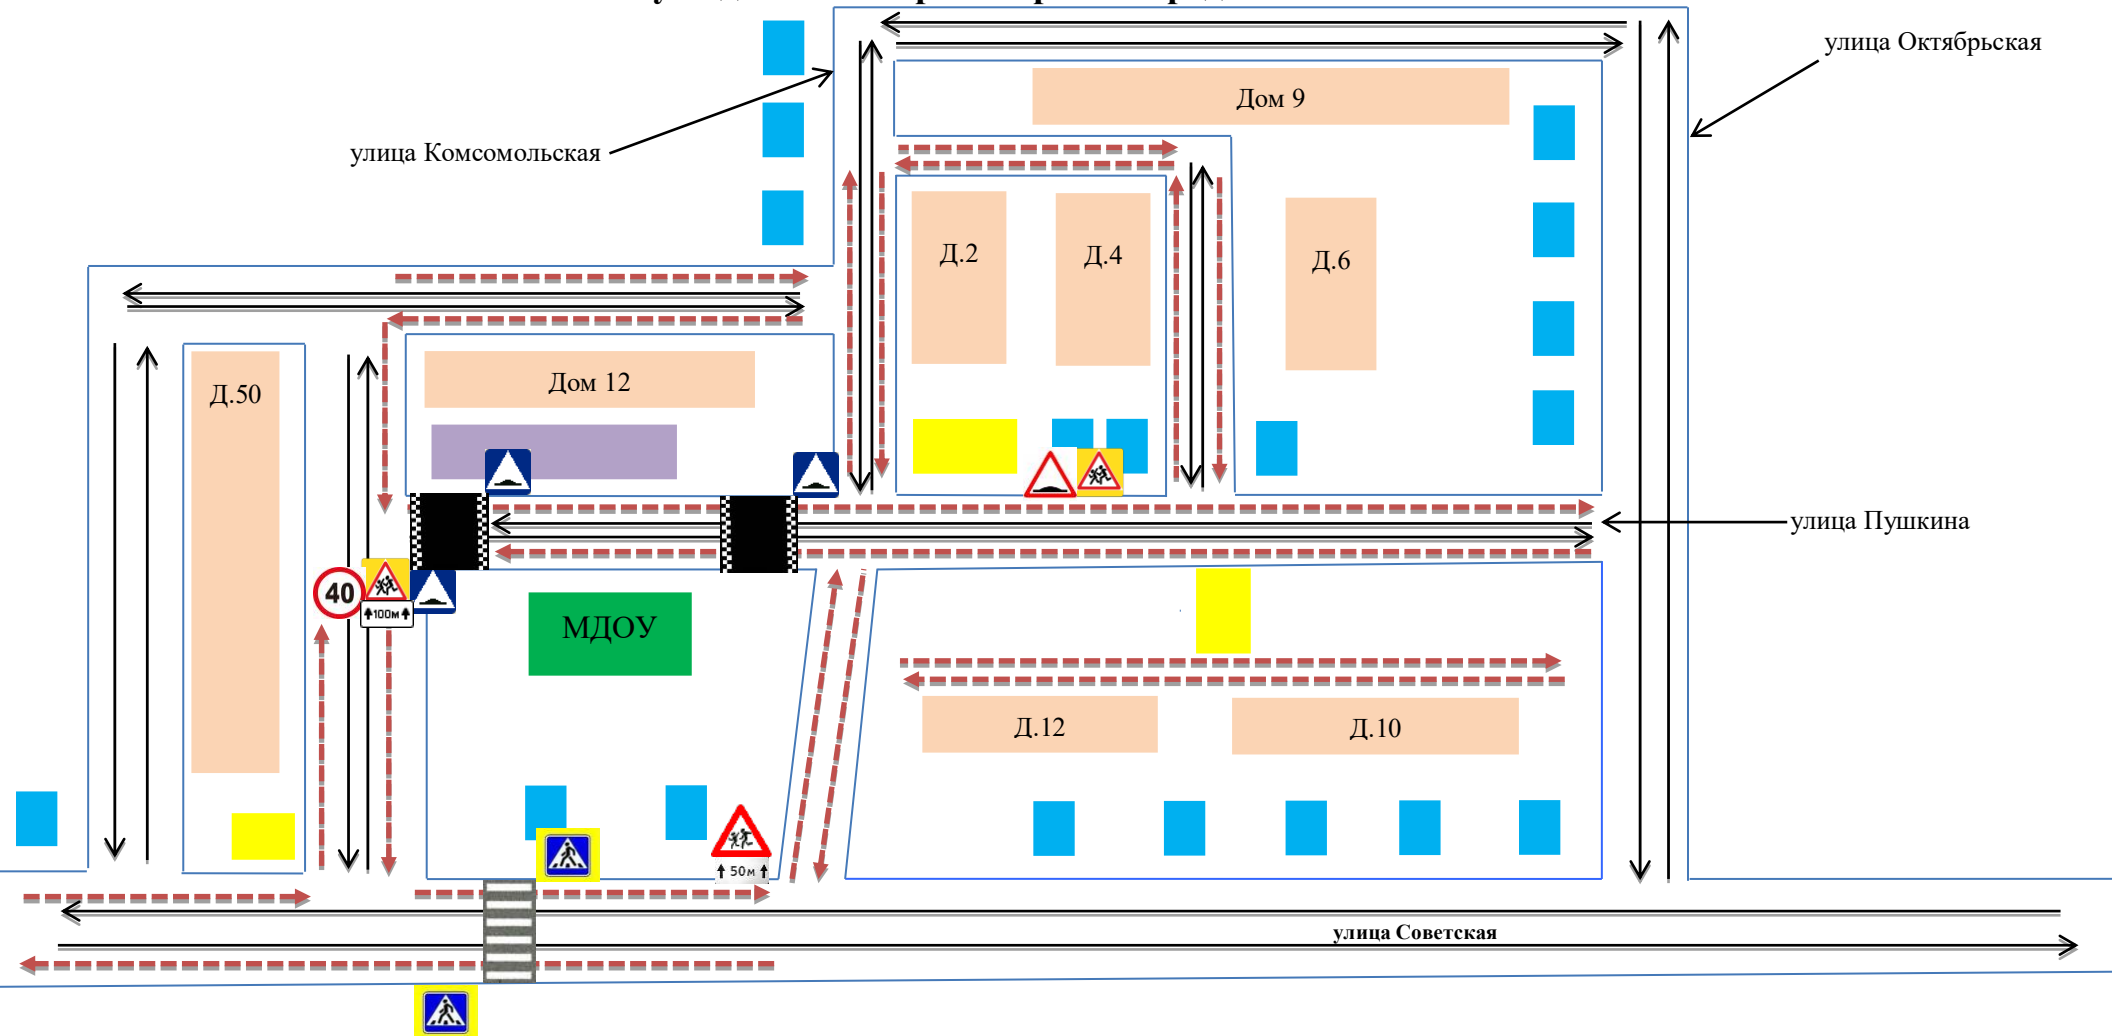 улица Октябрьская
Дом 9
улица Комсомольская
Д.2
Д.4
Д.6
Дом 12
Д.50
улица Пушкина
40
100м
МДОУ
Д.12
Д.10
50м
улица Советская